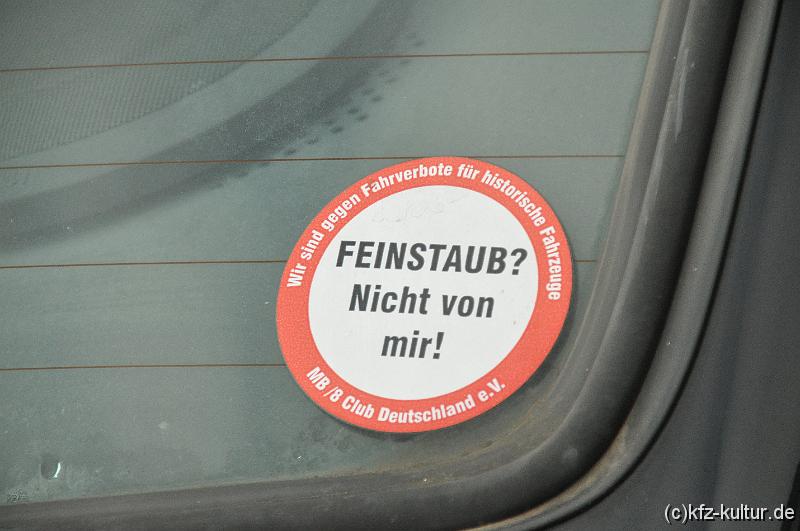 Wir sind gegen Fahrverbote für historische Fahrzeuge
FEINSTAUB?
Nicht von
mir!
MB /8 Club Deutschland e.V.
(c)kfz-kultur.de